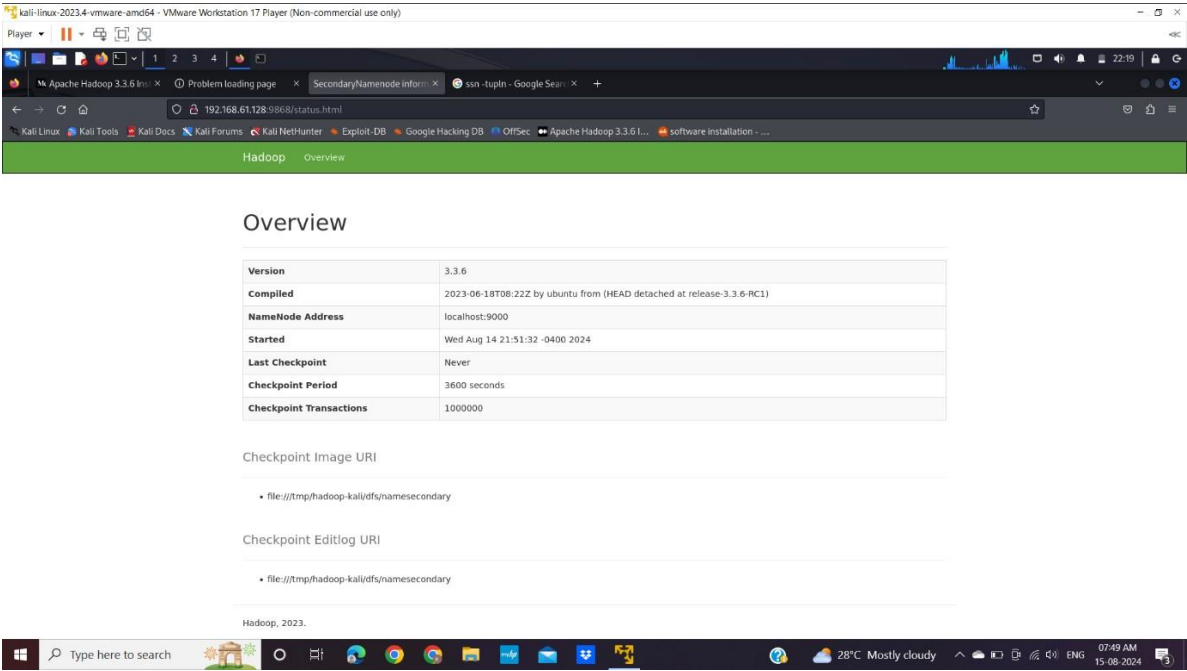 kali-linux-2023.4-vmware-amd64 - VMware Workstation 17 Player (Non-commercial use only)
Player
1 2 3 4
22:19
Apache Hadoop 3.3.6 Ins
Problem loading page
SecondaryNamenode inform
ssn -tupln - Google Sear
192.168.61.128:9868/status.html
Kali Linux Kali Tools Kali Docs Kali Forums Kali NetHunter Exploit-DB Google Hacking DB OffSec Apache Hadoop 3.3.6 I... software installation - ...
Hadoop Overview
Overview
Version 3.3.6
Compiled 2023-06-18T08:22Z by ubuntu from (HEAD detached at release-3.3.6-RC1)
NameNode Address localhost:9000
Started Wed Aug 14 21:51:32 -0400 2024
Last Checkpoint Never
Checkpoint Period 3600 seconds
Checkpoint Transactions 1000000
Checkpoint Image URI
• file:///tmp/hadoop-kali/dfs/namesecondary
Checkpoint Editlog URI
• file:///tmp/hadoop-kali/dfs/namesecondary
Hadoop, 2023.
Type here to search
28°C Mostly cloudy
ENG
07:49 AM
15-08-2024
3